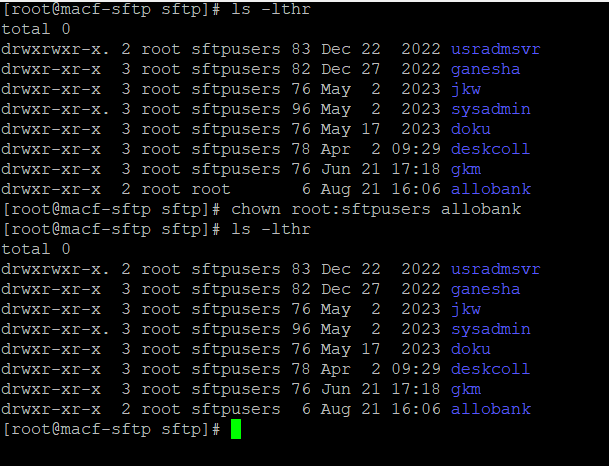 [root@macf-sftp sftp]# ls -lthr
total 0
drwxrwxr-x. 2 root sftpusers 83 Dec 22  2022 usradmsvr
drwxr-xr-x  3 root sftpusers 82 Dec 27  2022 ganesha
drwxr-xr-x  3 root sftpusers 76 May  2  2023 jkw
drwxr-xr-x. 3 root sftpusers 96 May  2  2023 sysadmin
drwxr-xr-x  3 root sftpusers 76 May 17  2023 doku
drwxr-xr-x  3 root sftpusers 78 Apr  2 09:29 deskcoll
drwxr-xr-x  3 root sftpusers 76 Jun 21 17:18 gkm
drwxr-xr-x  2 root root       6 Aug 21 16:06 allobank
[root@macf-sftp sftp]# chown root:sftpusers allobank
[root@macf-sftp sftp]# ls -lthr
total 0
drwxrwxr-x. 2 root sftpusers 83 Dec 22  2022 usradmsvr
drwxr-xr-x  3 root sftpusers 82 Dec 27  2022 ganesha
drwxr-xr-x  3 root sftpusers 76 May  2  2023 jkw
drwxr-xr-x. 3 root sftpusers 96 May  2  2023 sysadmin
drwxr-xr-x  3 root sftpusers 76 May 17  2023 doku
drwxr-xr-x  3 root sftpusers 78 Apr  2 09:29 deskcoll
drwxr-xr-x  3 root sftpusers 76 Jun 21 17:18 gkm
drwxr-xr-x  2 root sftpusers  6 Aug 21 16:06 allobank
[root@macf-sftp sftp]#